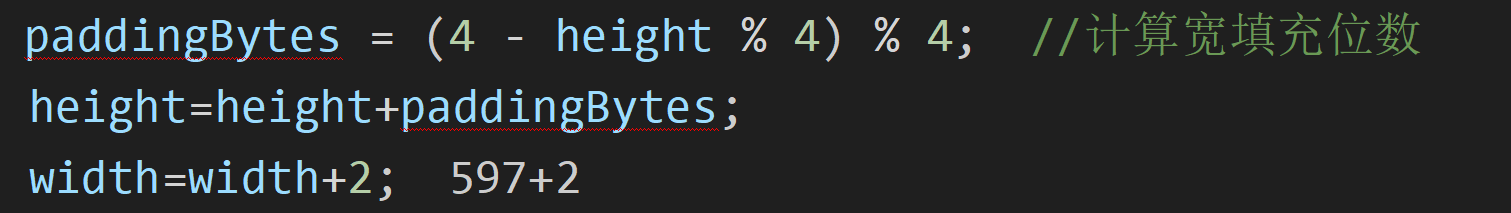 paddingBytes = (4 - height % 4) % 4;  //计算宽填充位数
height=height+paddingBytes;
width=width+2;  597+2